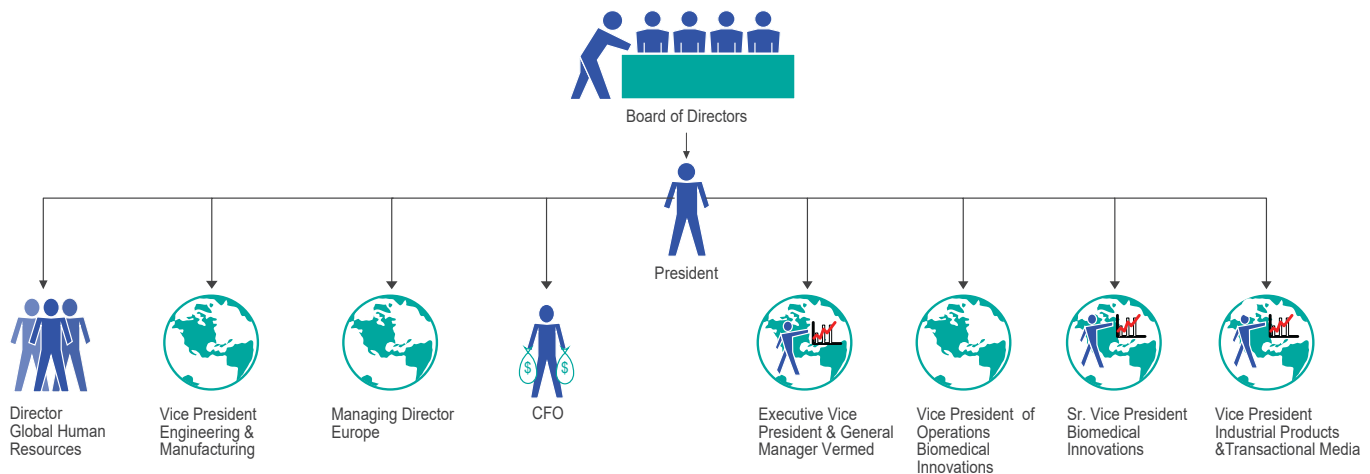 Board of Directors
President
Director
Global Human
Resources
Vice President
Engineering &
Manufacturing
Managing Director
Europe
$ $
CFO
Executive Vice
President & General
Manager Vermed
Vice President of
Operations
Biomedical
Innovations
Sr. Vice President
Biomedical
Innovations
Vice President
Industrial Products
&Transactional Media